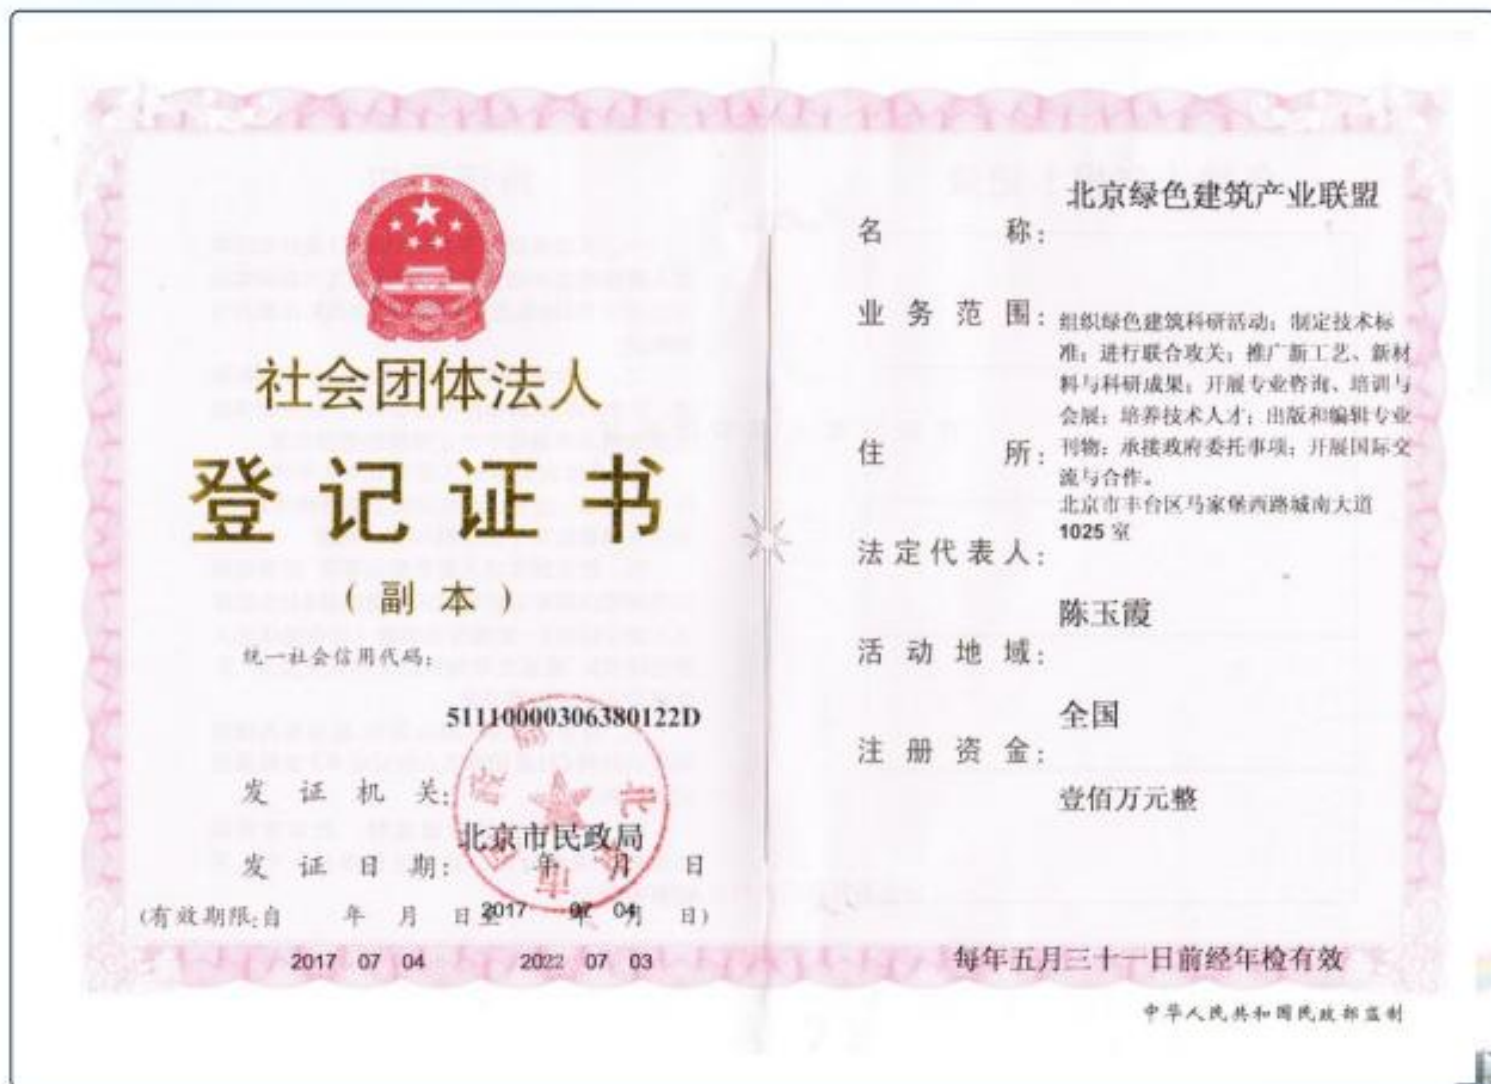 社会团体法人
登记证书
(副本)
统一社会信用代码:
51110000306380122D
发证机关:
北京市民政局
发证日期: 年 月 日
2017 07 04
(有效期限:自 年 月 日至 年 月 日)
2017 07 04 2022 07 03
北京绿色建筑产业联盟
名称:
业务范围:
组织绿色建筑科研活动;制定技术标
准;进行联合攻关;推广新工艺、新材
料与科研成果;开展专业咨询、培训与
会展;培养技术人才;出版和编辑专业
刊物;承接政府委托事项;开展国际交
流与合作。
住所:
北京市丰台区马家堡西路城南大道
1025 室
法定代表人:
陈玉霞
活动地域:
全国
注册资金:
壹佰万元整
每年五月三十一日前经年检有效
中华人民共和国民政部监制